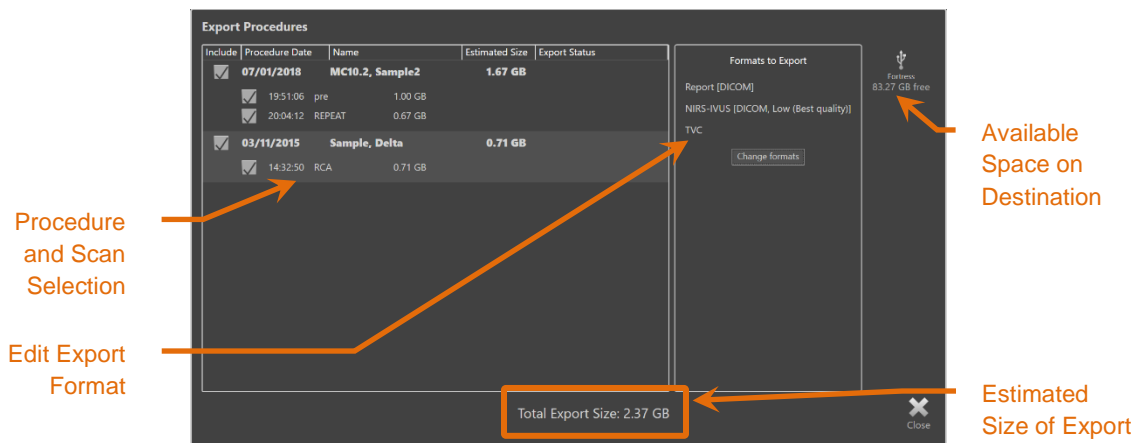 Export Procedures
Include Procedure Date Name Estimated Size Export Status
07/01/2018 MC10.2, Sample2 1.67 GB
19:51:06 pre 1.00 GB
20:04:12 REPEAT 0.67 GB
03/11/2015 Sample, Delta 0.71 GB
14:32:50 RCA 0.71 GB
Formats to Export
Report [DICOM]
NIRS-IVUS [DICOM, Low (Best quality)]
TVC
Change formats
Fortress
83.27 GB free
Available
Space on
Destination
Procedure
and Scan
Selection
Edit Export
Format
Total Export Size: 2.37 GB
Close
Estimated
Size of Export